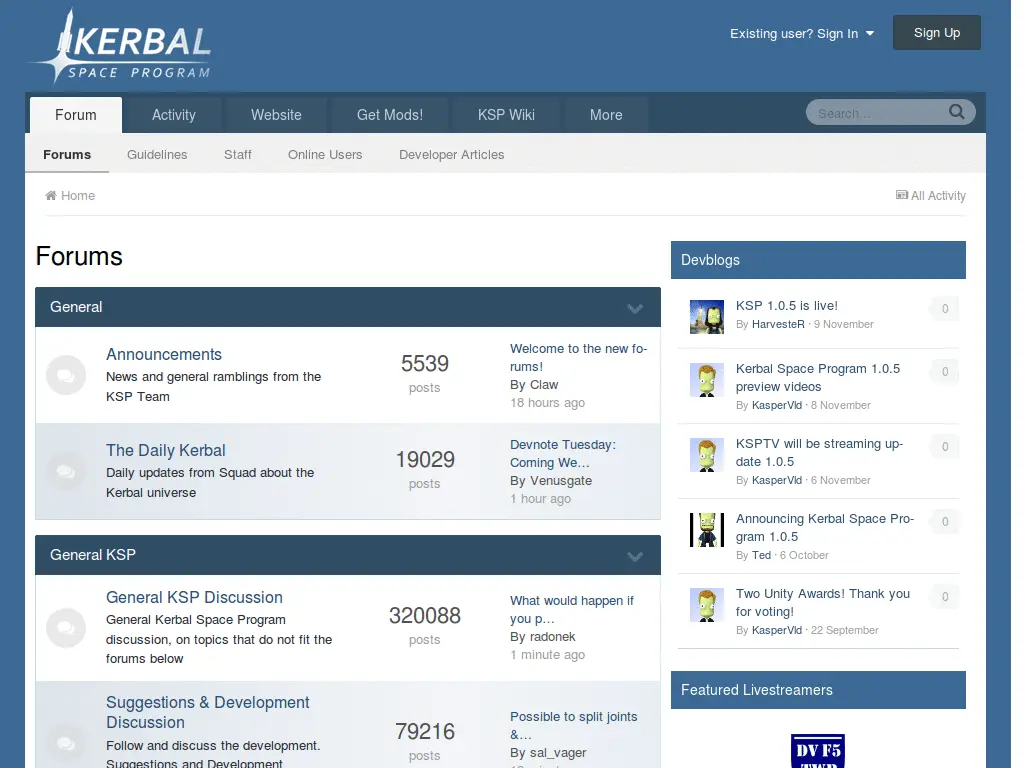 KERBAL
SPACE PROGRAM
Existing user? Sign In
Sign Up
Forum
Activity
Website
Get Mods!
KSP Wiki
More
Search...
Forums
Guidelines
Staff
Online Users
Developer Articles
Home
All Activity
Forums
General
Announcements
News and general ramblings from the
KSP Team
5539
posts
Welcome to the new fo-
rums!
By Claw
18 hours ago
The Daily Kerbal
Daily updates from Squad about the
Kerbal universe
19029
posts
Devnote Tuesday:
Coming We…
By Venusgate
1 hour ago
General KSP
General KSP Discussion
General Kerbal Space Program
discussion, on topics that do not fit the
forums below
320088
posts
What would happen if
you p…
By radonek
1 minute ago
Suggestions & Development
Discussion
Follow and discuss the development.
Suggestions and Development
79216
posts
Possible to split joints
&…
By sal_vager
Devblogs
KSP 1.0.5 is live!
By HarvesteR · 9 November
0
Kerbal Space Program 1.0.5
preview videos
By KasperVld · 8 November
0
KSPTV will be streaming up-
date 1.0.5
By KasperVld · 6 November
0
Announcing Kerbal Space Pro-
gram 1.0.5
By Ted · 6 October
0
Two Unity Awards! Thank you
for voting!
By KasperVld · 22 September
0
Featured Livestreamers
DV F5